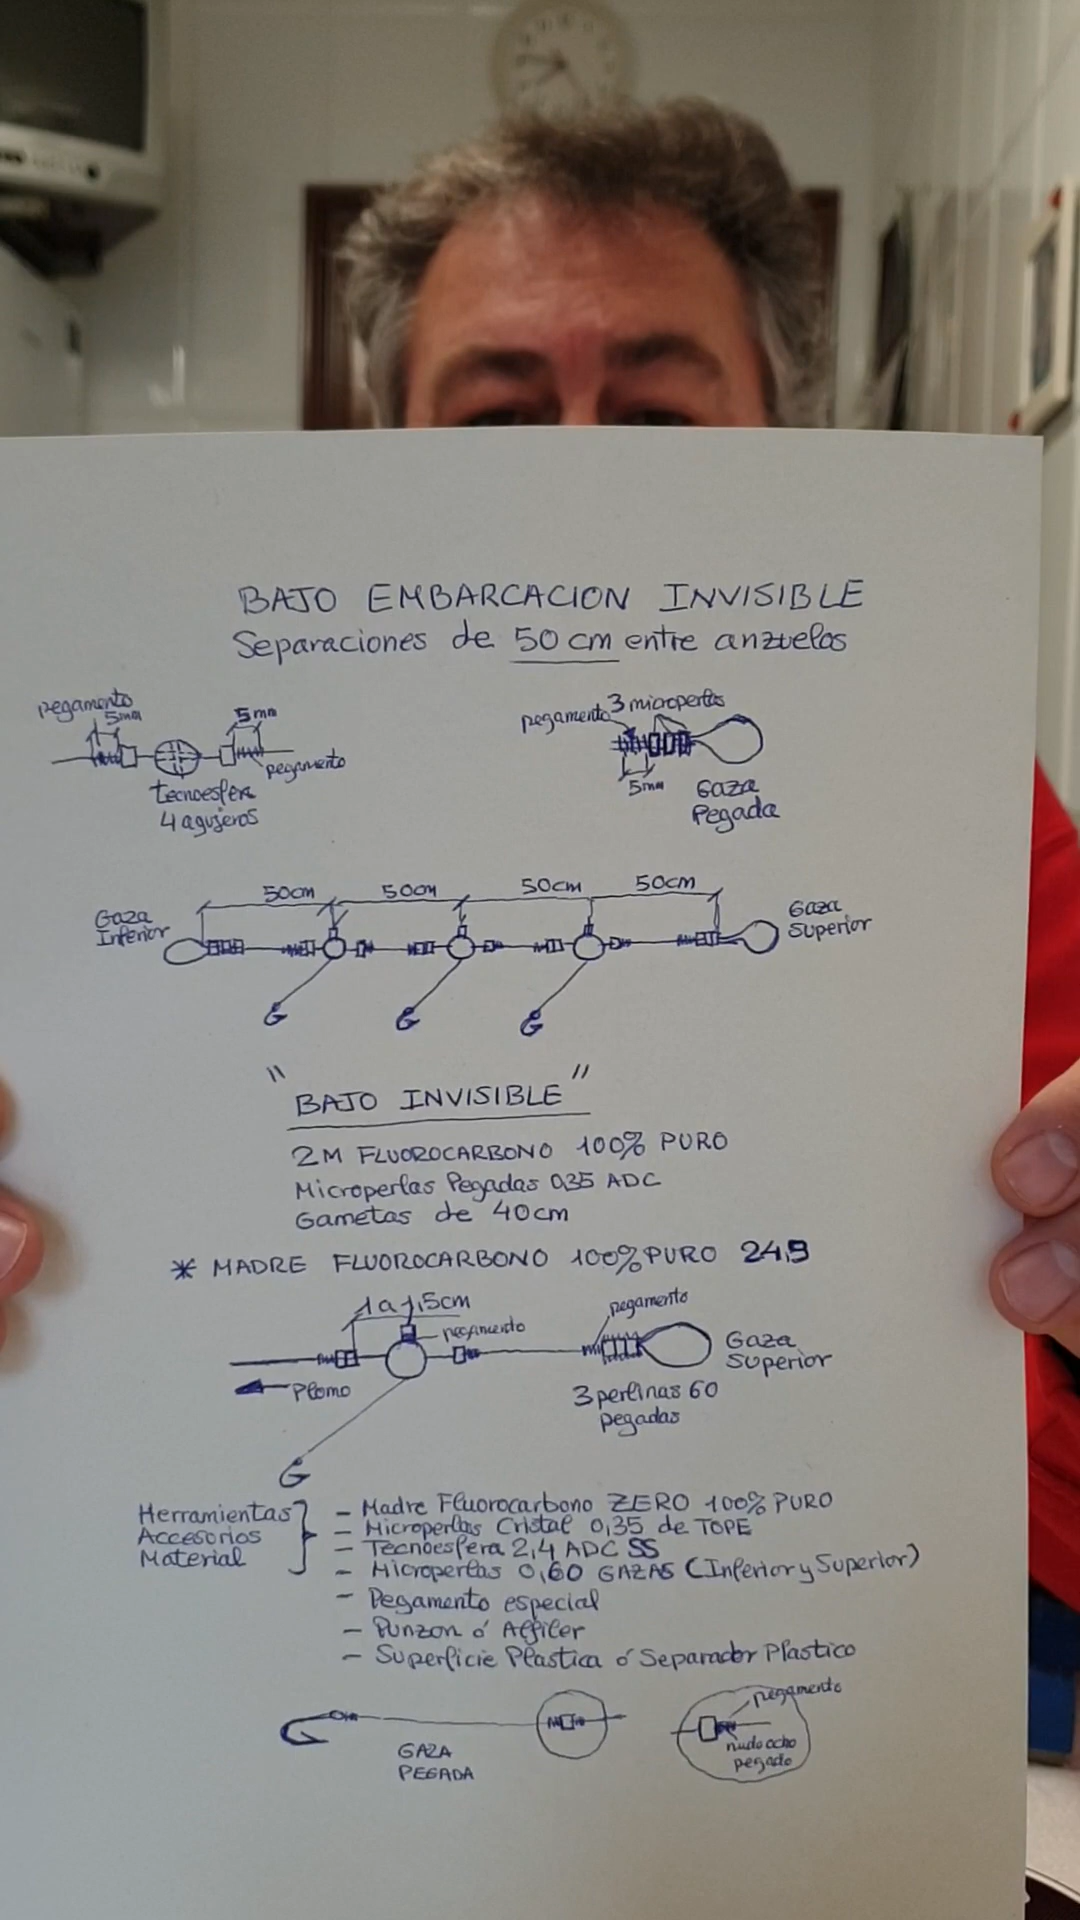 BAJO EMBARCACION INVISIBLE
Separaciones de 50 cm entre anzuelos
pegamento
5mm
5mm
pegamento
tecnoesfera
4 agujeros
pegamento
3 microperlas
5mm
Gaza
Pegada
50cm
50cm
50cm
50cm
Gaza
Inferior
Gaza
Superior
"BAJO INVISIBLE"
2M FLUOROCARBONO 100% PURO
Microperlas Pegadas 0,35 ADC
Gametas de 40cm
* MADRE FLUOROCARBONO 100% PURO 24,9
1 a 1,5cm
pegamento
Plomo
pegamento
Gaza
Superior
3 perlinas 60
pegadas
Herramientas
Accesorios
Material
- Madre Fluorocarbono ZERO 100% PURO
- Microperlas Cristal 0,35 de TOPE
- Tecnoesfera 2,4 ADC SS
- Microperlas 0,60 GAZAS (Inferior y Superior)
- Pegamento especial
- Punzon ó Alfiler
- Superficie Plastica ó Separador Plastico
GAZA
PEGADA
pegamento
nudo ocho
pegado